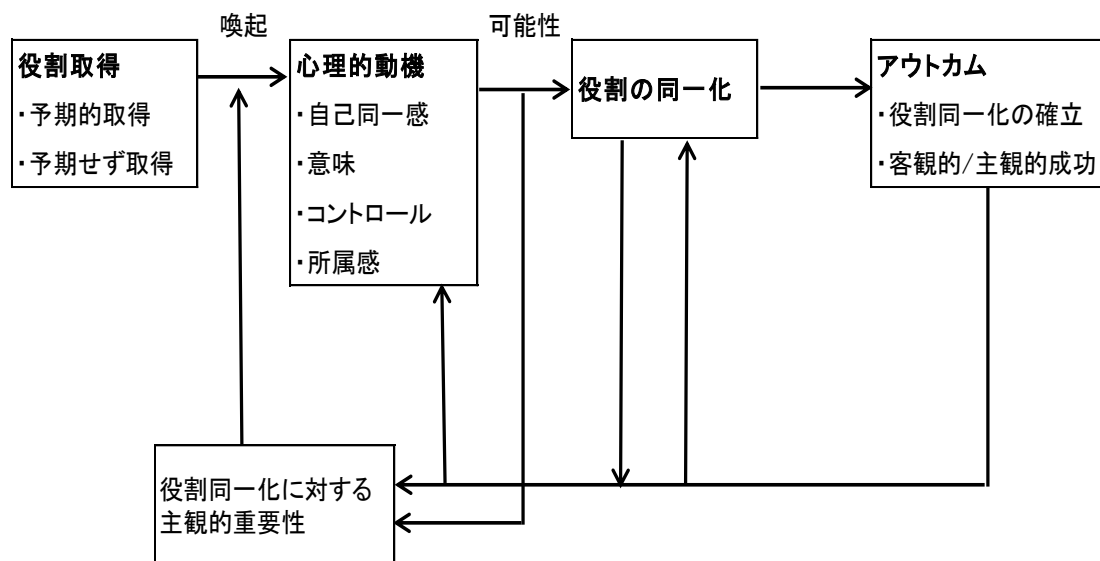 喚起
可能性
役割取得
・予期的取得
・予期せず取得
心理的動機
・自己同一感
・意味
・コントロール
・所属感
役割の同一化
アウトカム
・役割同一化の確立
・客観的/主観的成功
役割同一化に対する
主観的重要性